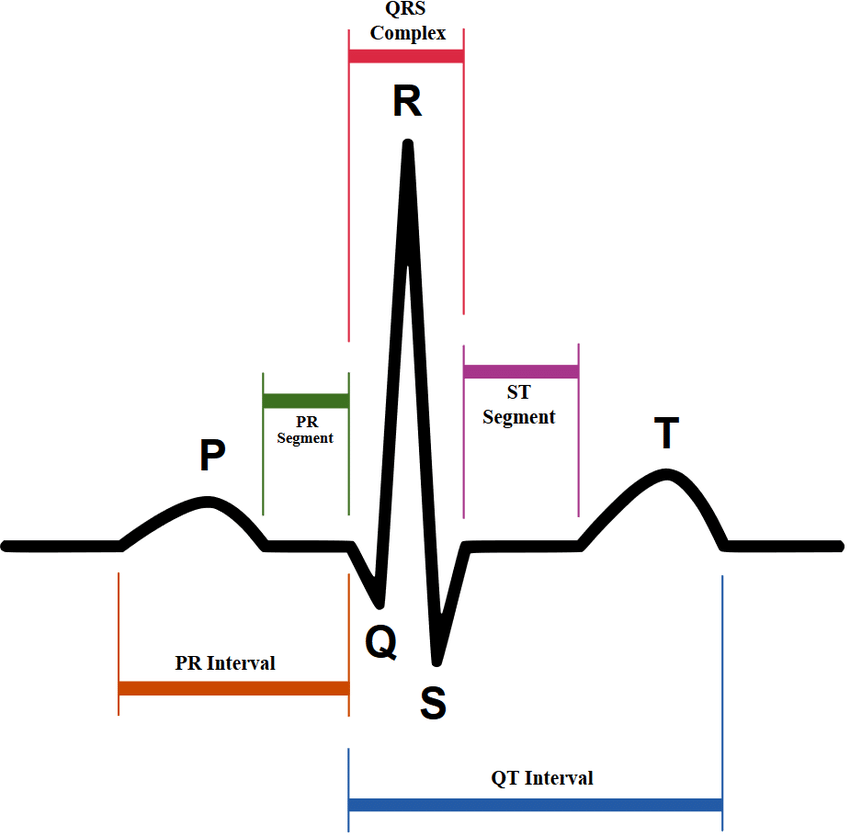 QRS
Complex
R
PR
Segment
ST
Segment
P
T
Q
PR Interval
S
QT Interval